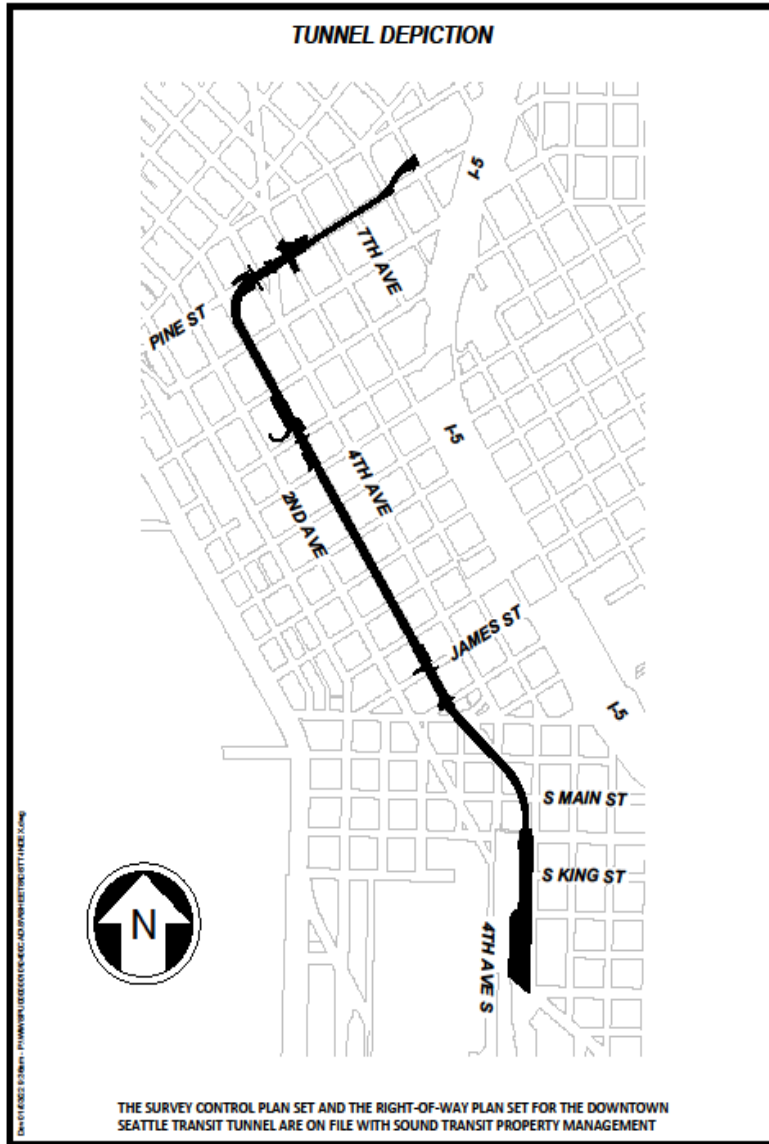 TUNNEL DEPICTION
I-5
7TH AVE
PINE ST
I-5
4TH AVE
2ND AVE
JAMES ST
I-5
S MAIN ST
S KING ST
4TH AVE S
N
THE SURVEY CONTROL PLAN SET AND THE RIGHT-OF-WAY PLAN SET FOR THE DOWNTOWN
SEATTLE TRANSIT TUNNEL ARE ON FILE WITH SOUND TRANSIT PROPERTY MANAGEMENT